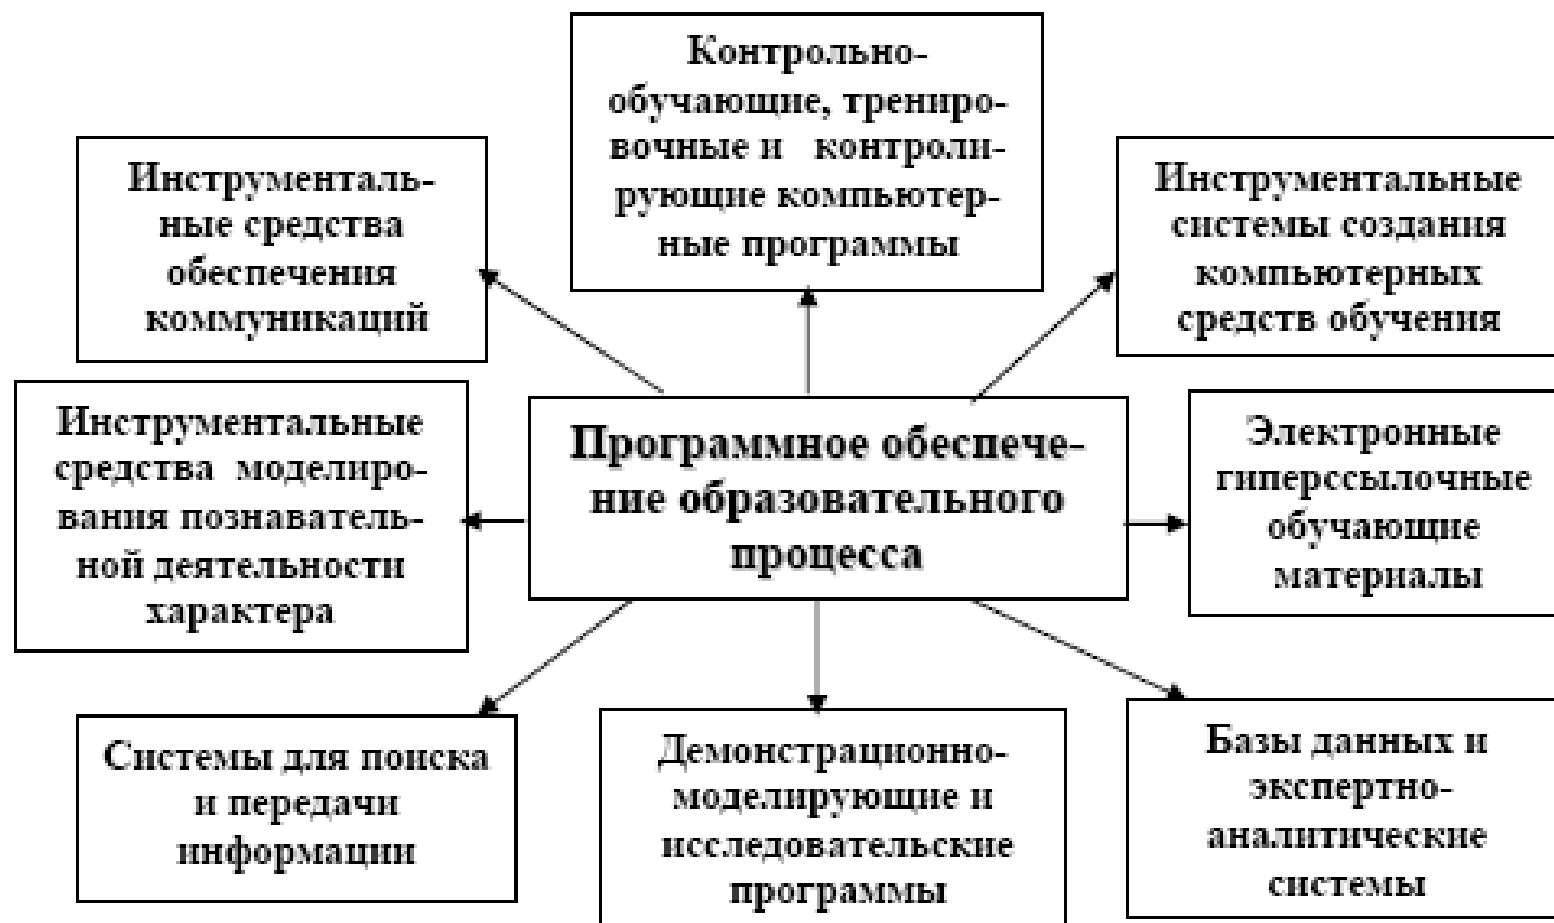 Контрольно-
обучающие, трениро-
вочные и контроли-
рующие компьютер-
ные программы
Инструменталь-
ные средства
обеспечения
коммуникаций
Инструментальные
системы создания
компьютерных
средств обучения
Инструментальные
средства моделиро-
вания познаватель-
ной деятельности
характера
Программное обеспече-
ние образовательного
процесса
Электронные
гиперссылочные
обучающие
материалы
Системы для поиска
и передачи
информации
Демонстрационно-
моделирующие и
исследовательские
программы
Базы данных и
экспертно-
аналитические
системы